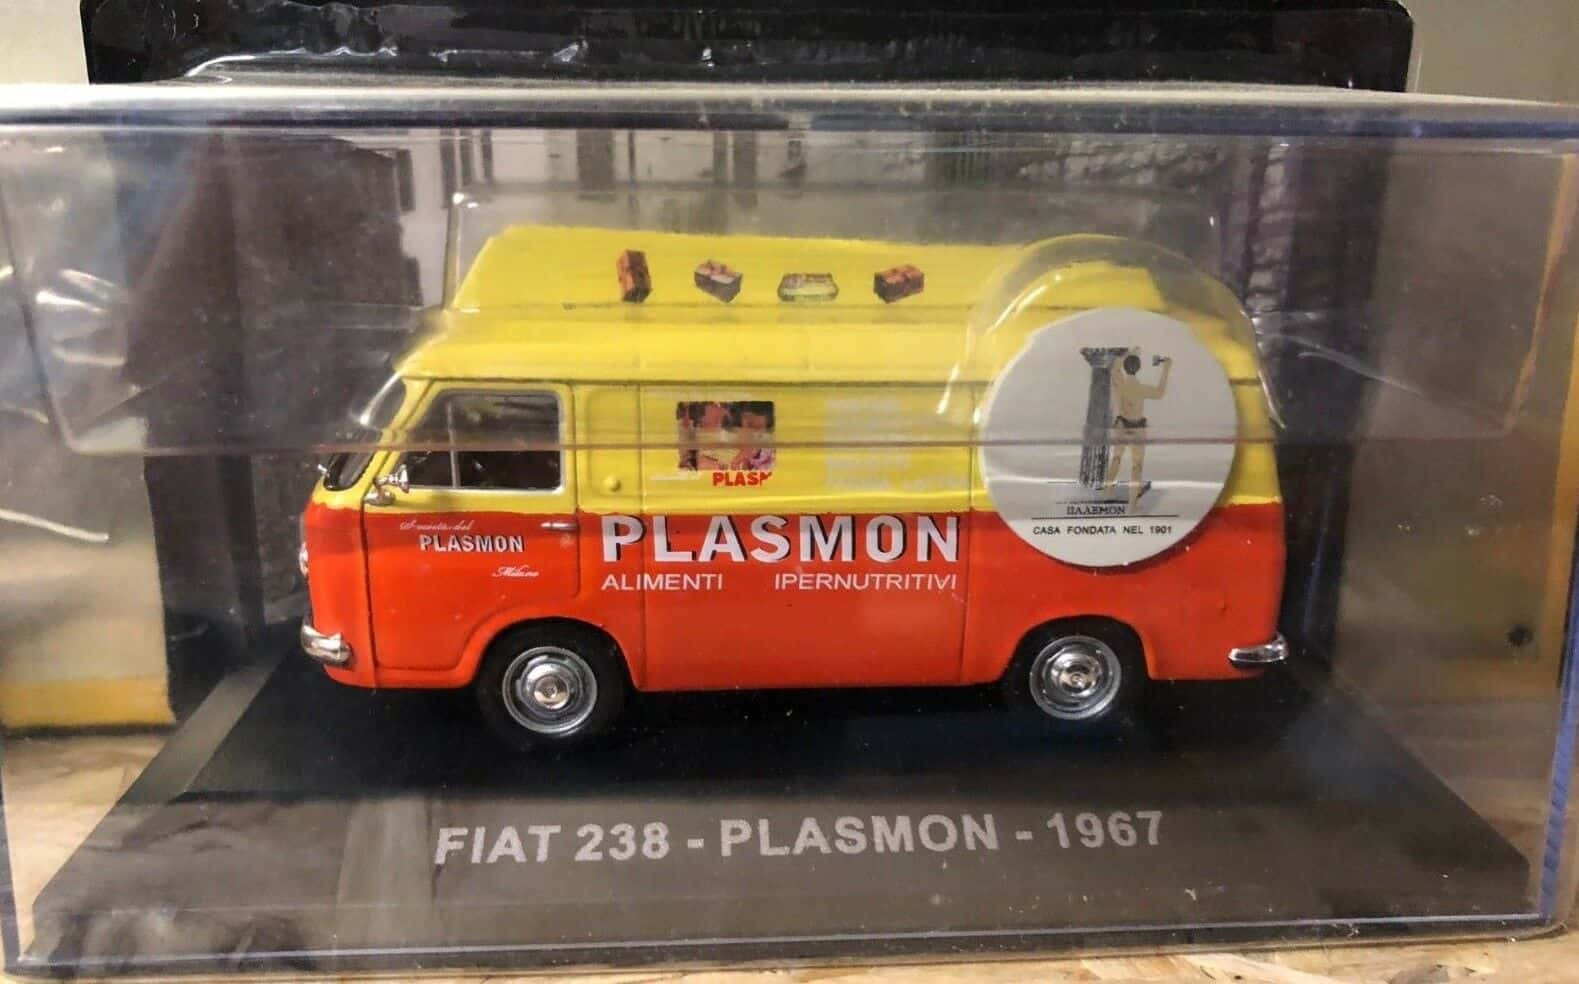 PLASM
Società del
PLASMON
Milano
PLASMON
ALIMENTI IPERNUTRITIVI
ΠΛΑΣΜΟΝ
CASA FONDATA NEL 1901
FIAT 238 - PLASMON - 1967